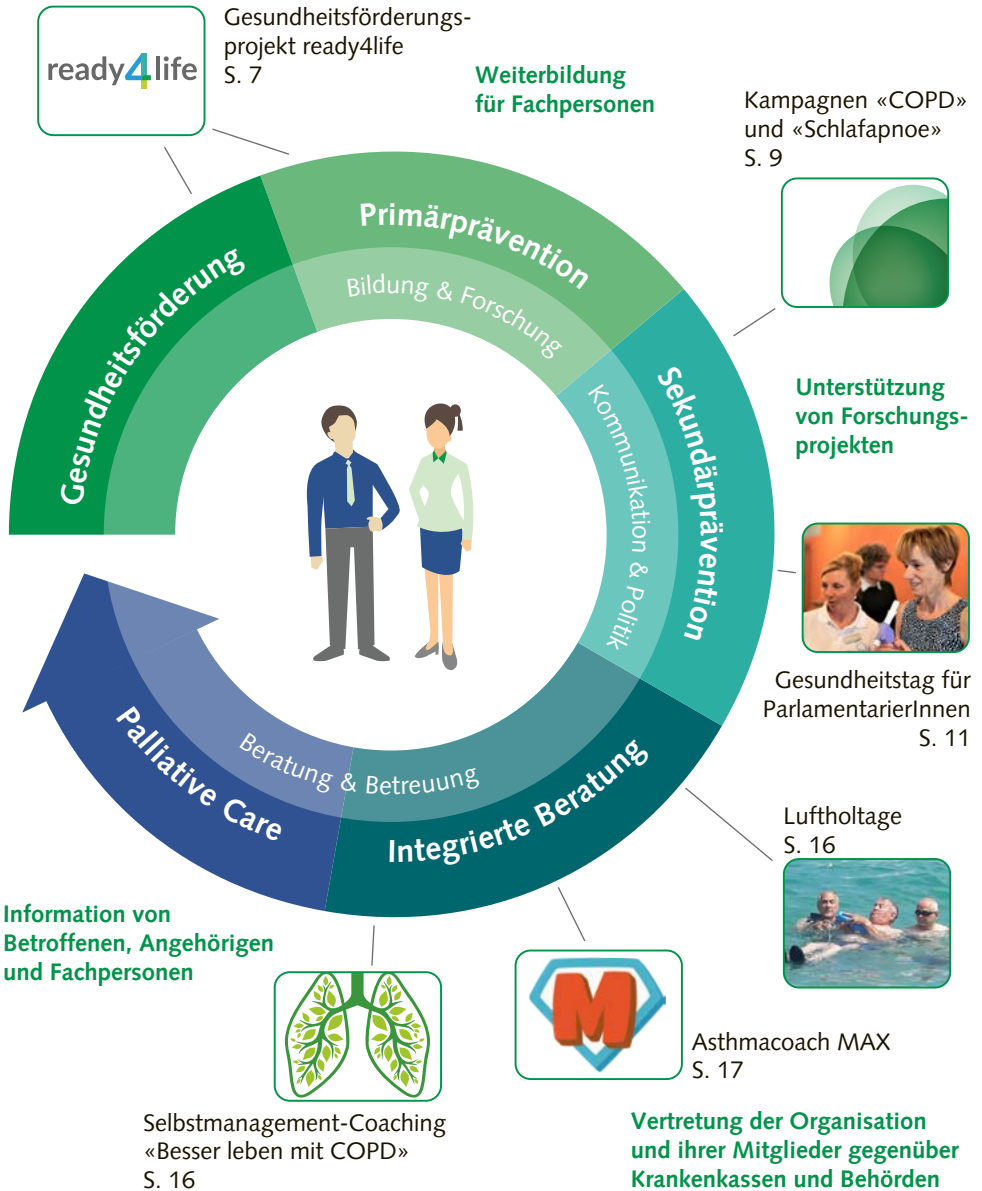 ready4life
Gesundheitsförderungs-
projekt ready4life
S. 7
Weiterbildung
für Fachpersonen
Kampagnen «COPD»
und «Schlafapnoe»
S. 9
Primärprävention
Bildung & Forschung
Gesundheitsförderung
Sekundärprävention
Kommunikation & Politik
Unterstützung
von Forschungs-
projekten
Gesundheitstag für
ParlamentarierInnen
S. 11
Palliative Care
Beratung & Betreuung
Integrierte Beratung
Luftholtage
S. 16
Information von
Betroffenen, Angehörigen
und Fachpersonen
M
Asthmacoach MAX
S. 17
Selbstmanagement-Coaching
«Besser leben mit COPD»
S. 16
Vertretung der Organisation
und ihrer Mitglieder gegenüber
Krankenkassen und Behörden